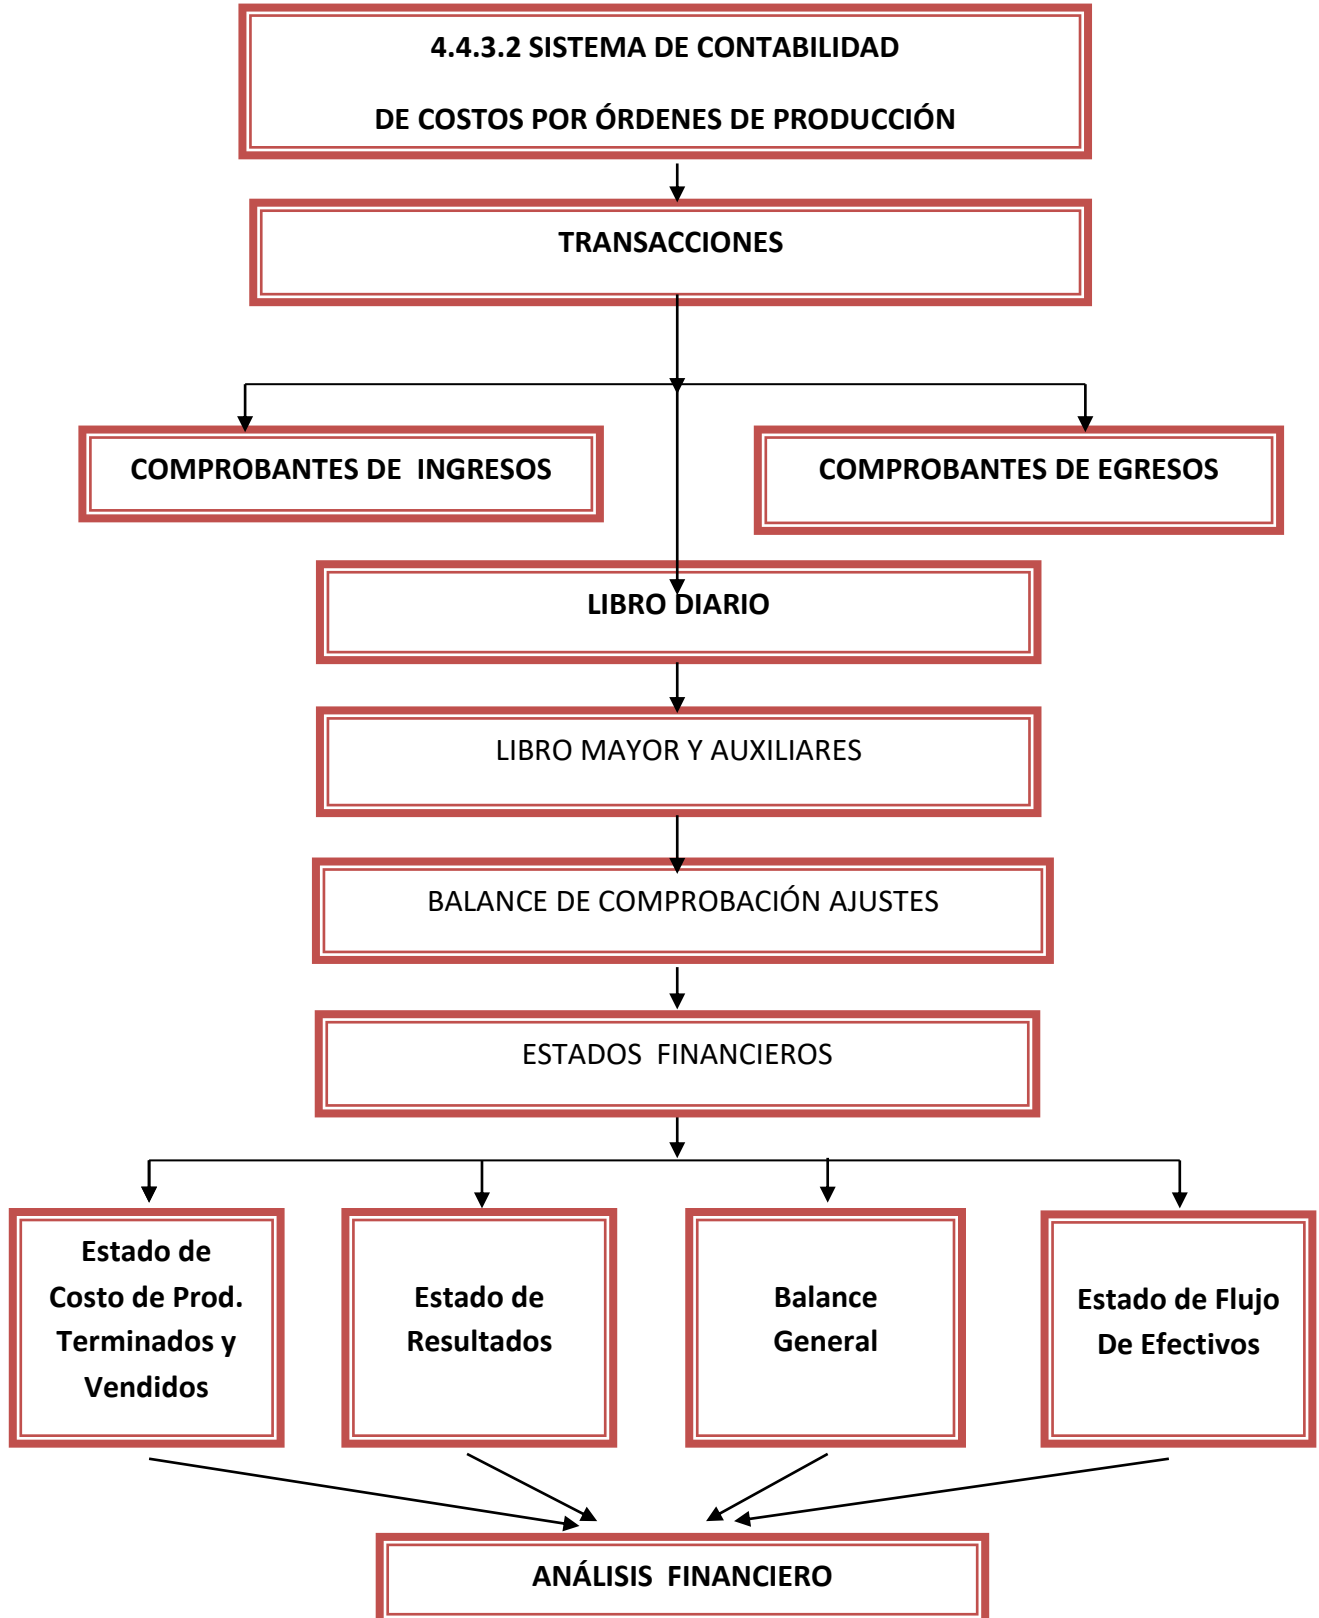 4.4.3.2 SISTEMA DE CONTABILIDAD
DE COSTOS POR ÓRDENES DE PRODUCCIÓN
TRANSACCIONES
COMPROBANTES DE INGRESOS
COMPROBANTES DE EGRESOS
LIBRO DIARIO
LIBRO MAYOR Y AUXILIARES
BALANCE DE COMPROBACIÓN AJUSTES
ESTADOS FINANCIEROS
Estado de
Costo de Prod.
Terminados y
Vendidos
Estado de
Resultados
Balance
General
Estado de Flujo
De Efectivos
ANÁLISIS FINANCIERO